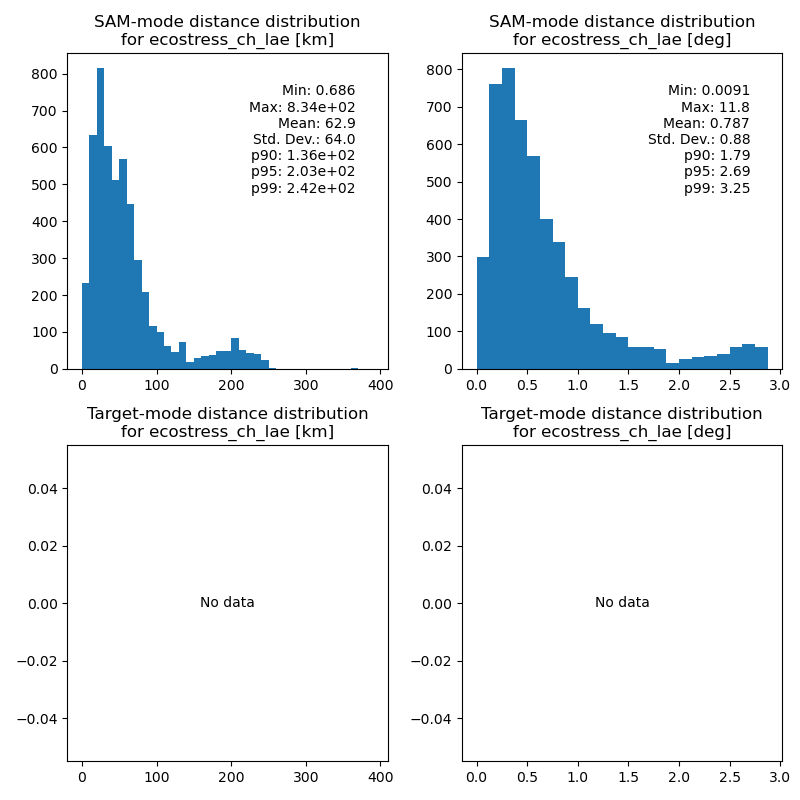 SAM-mode distance distribution
for ecostress_ch_lae [km]
Min: 0.686
Max: 8.34e+02
Mean: 62.9
Std. Dev.: 64.0
p90: 1.36e+02
p95: 2.03e+02
p99: 2.42e+02
800
700
600
500
400
300
200
100
0
0 100 200 300 400
SAM-mode distance distribution
for ecostress_ch_lae [deg]
Min: 0.0091
Max: 11.8
Mean: 0.787
Std. Dev.: 0.88
p90: 1.79
p95: 2.69
p99: 3.25
800
700
600
500
400
300
200
100
0
0.0 0.5 1.0 1.5 2.0 2.5 3.0
Target-mode distance distribution
for ecostress_ch_lae [km]
0.04
0.02
0.00
−0.02
−0.04
No data
0 100 200 300 400
Target-mode distance distribution
for ecostress_ch_lae [deg]
0.04
0.02
0.00
−0.02
−0.04
No data
0.0 0.5 1.0 1.5 2.0 2.5 3.0